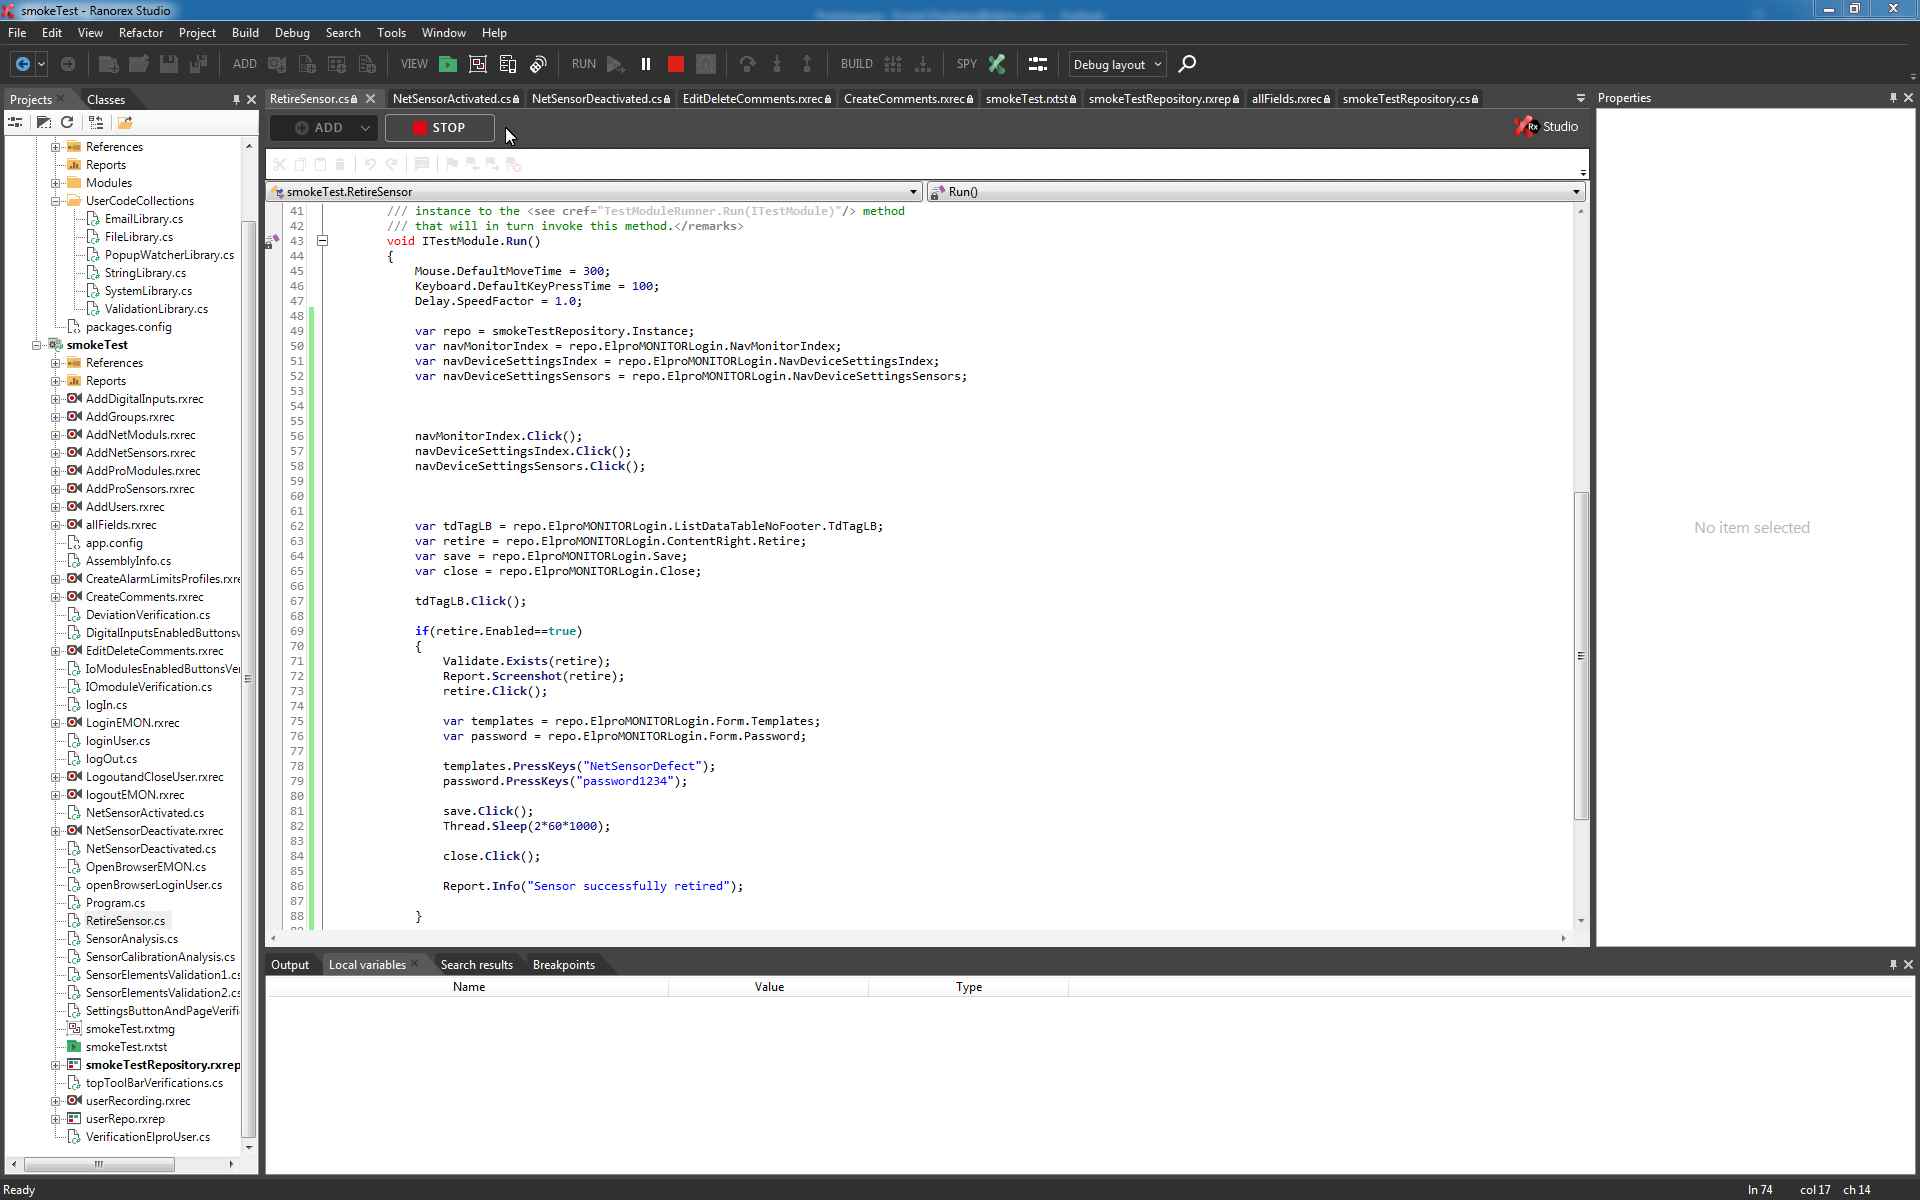 smokeTest - Ranorex Studio
File Edit View Refactor Project Build Debug Search Tools Window Help
ADD VIEW RUN BUILD SPY Debug layout
Projects Classes
RetireSensor.cs NetSensorActivated.cs NetSensorDeactivated.cs EditDeleteComments.rxrec CreateComments.rxrec smokeTest.rxtst smokeTestRepository.rxrep allFields.rxrec smokeTestRepository.cs
Properties
ADD STOP
Rx Studio
smokeTest.RetireSensor Run()
References
Reports
Modules
UserCodeCollections
EmailLibrary.cs
FileLibrary.cs
PopupWatcherLibrary.cs
StringLibrary.cs
SystemLibrary.cs
ValidationLibrary.cs
packages.config
smokeTest
References
Reports
AddDigitalInputs.rxrec
AddGroups.rxrec
AddNetModuls.rxrec
AddNetSensors.rxrec
AddProModules.rxrec
AddProSensors.rxrec
AddUsers.rxrec
allFields.rxrec
app.config
AssemblyInfo.cs
CreateAlarmLimitsProfiles.rxre
CreateComments.rxrec
DeviationVerification.cs
DigitalInputsEnabledButtonsv
EditDeleteComments.rxrec
IoModulesEnabledButtonsVer
IOmoduleVerification.cs
logIn.cs
LoginEMON.rxrec
loginUser.cs
logOut.cs
LogoutandCloseUser.rxrec
logoutEMON.rxrec
NetSensorActivated.cs
NetSensorDeactivate.rxrec
NetSensorDeactivated.cs
OpenBrowserEMON.cs
openBrowserLoginUser.cs
Program.cs
RetireSensor.cs
SensorAnalysis.cs
SensorCalibrationAnalysis.cs
SensorElementsValidation1.cs
SensorElementsValidation2.cs
SettingsButtonAndPageVerifi
smokeTest.rxtmg
smokeTest.rxtst
smokeTestRepository.rxrep
topToolBarVerifications.cs
userRecording.rxrec
userRepo.rxrep
VerificationElproUser.cs
41 /// instance to the <see cref="TestModuleRunner.Run(ITestModule)"/> method
42 /// that will in turn invoke this method.</remarks>
43 void ITestModule.Run()
44 {
45 Mouse.DefaultMoveTime = 300;
46 Keyboard.DefaultKeyPressTime = 100;
47 Delay.SpeedFactor = 1.0;
48
49 var repo = smokeTestRepository.Instance;
50 var navMonitorIndex = repo.ElproMONITORLogin.NavMonitorIndex;
51 var navDeviceSettingsIndex = repo.ElproMONITORLogin.NavDeviceSettingsIndex;
52 var navDeviceSettingsSensors = repo.ElproMONITORLogin.NavDeviceSettingsSensors;
53
54
55
56 navMonitorIndex.Click();
57 navDeviceSettingsIndex.Click();
58 navDeviceSettingsSensors.Click();
59
60
61
62 var tdTagLB = repo.ElproMONITORLogin.ListDataTableNoFooter.TdTagLB;
63 var retire = repo.ElproMONITORLogin.ContentRight.Retire;
64 var save = repo.ElproMONITORLogin.Save;
65 var close = repo.ElproMONITORLogin.Close;
66
67 tdTagLB.Click();
68
69 if(retire.Enabled==true)
70 {
71 Validate.Exists(retire);
72 Report.Screenshot(retire);
73 retire.Click();
74
75 var templates = repo.ElproMONITORLogin.Form.Templates;
76 var password = repo.ElproMONITORLogin.Form.Password;
77
78 templates.PressKeys("NetSensorDefect");
79 password.PressKeys("password1234");
80
81 save.Click();
82 Thread.Sleep(2*60*1000);
83
84 close.Click();
85
86 Report.Info("Sensor successfully retired");
87
88 }
No item selected
Output Local variables Search results Breakpoints
Name Value Type
Ready
ln 74 col 17 ch 14